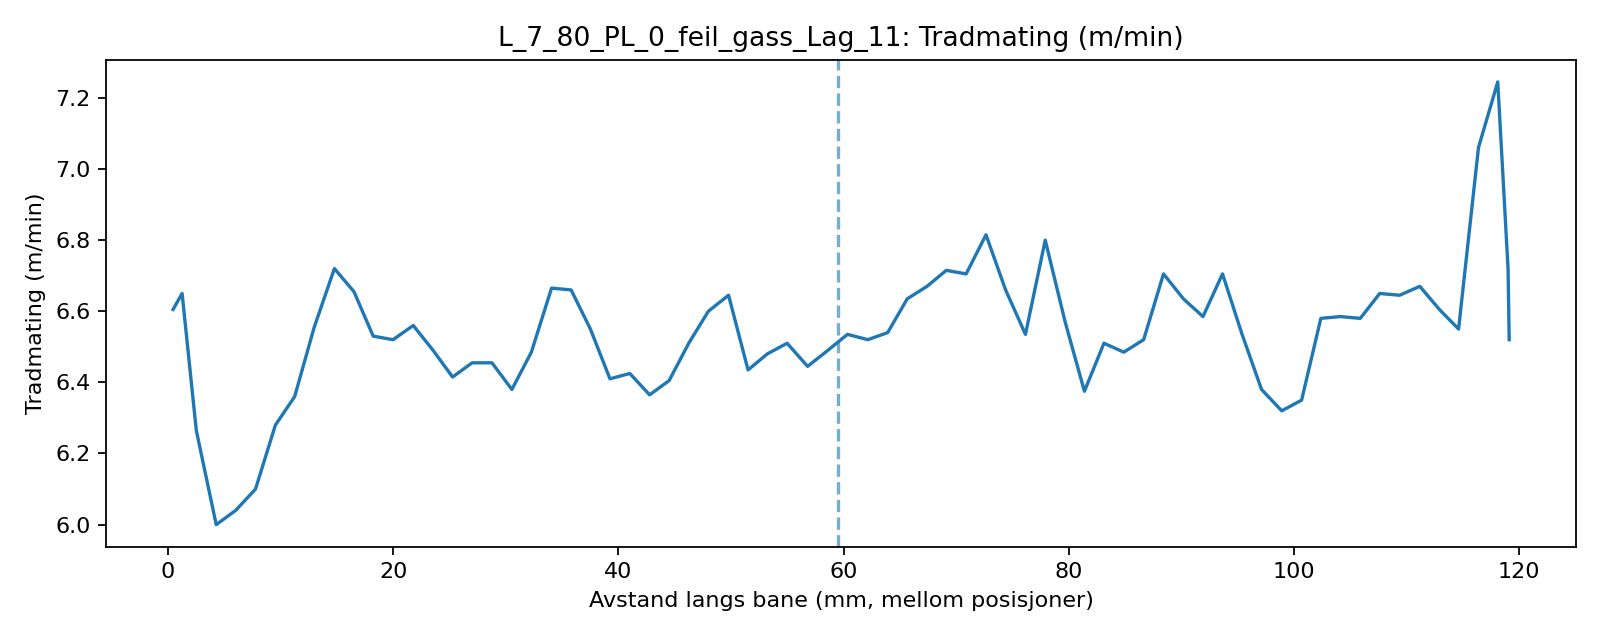 L_7_80_PL_0_feil_gass_Lag_11: Tradmating (m/min)
Tradmating (m/min)
7.2
7.0
6.8
6.6
6.4
6.2
6.0
0 20 40 60 80 100 120
Avstand langs bane (mm, mellom posisjoner)